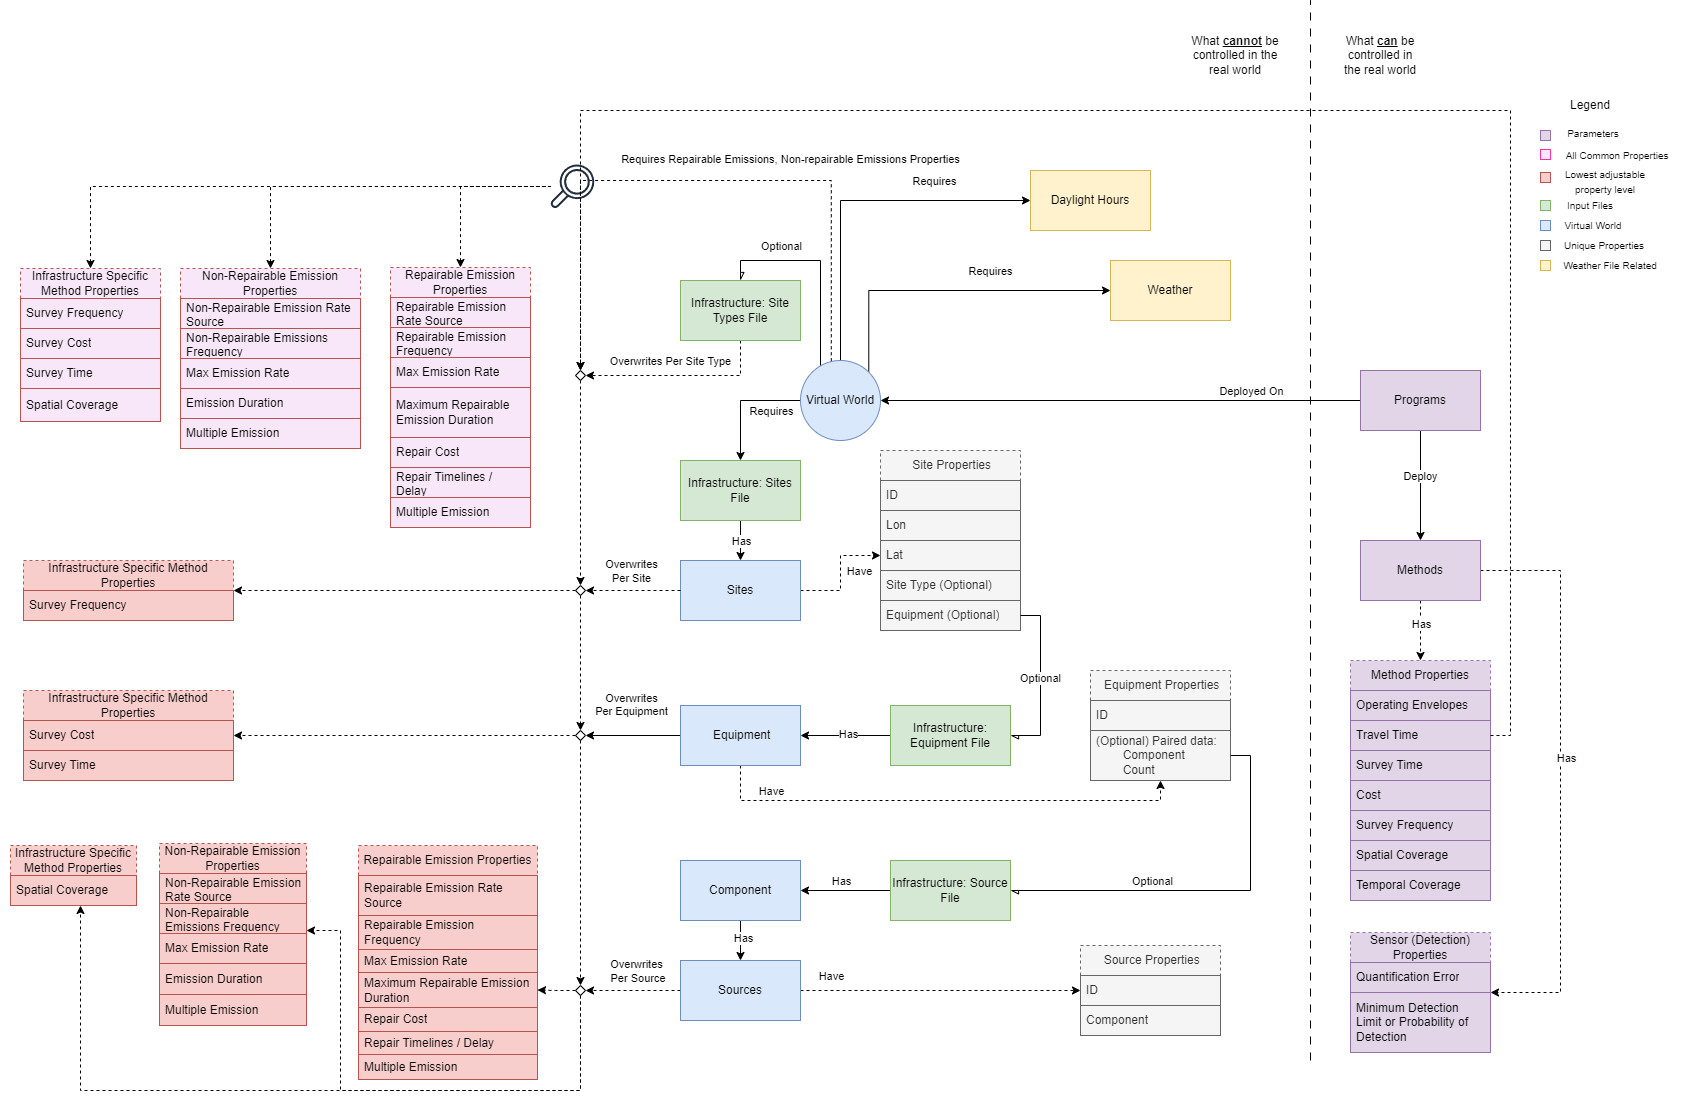 What cannot be
controlled in the
real world
What can be
controlled in
the real world
Legend
Parameters
All Common Properties
Lowest adjustable
property level
Input Files
Virtual World
Unique Properties
Weather File Related
Requires Repairable Emissions, Non-repairable Emissions Properties
Requires
Daylight Hours
Optional
Requires
Weather
Infrastructure: Site
Types File
Overwrites Per Site Type
Virtual World
Requires
Deployed On
Programs
Deploy
Methods
Has
Has
Infrastructure Specific
Method Properties
Survey Frequency
Survey Cost
Survey Time
Spatial Coverage
Non-Repairable Emission
Properties
Non-Repairable Emission Rate
Source
Non-Repairable Emissions
Frequency
Max Emission Rate
Emission Duration
Multiple Emission
Repairable Emission
Properties
Repairable Emission
Rate Source
Repairable Emission
Frequency
Max Emission Rate
Maximum Repairable
Emission Duration
Repair Cost
Repair Timelines /
Delay
Multiple Emission
Infrastructure: Sites
File
Has
Sites
Overwrites
Per Site
Have
Site Properties
ID
Lon
Lat
Site Type (Optional)
Equipment (Optional)
Optional
Infrastructure Specific Method
Properties
Survey Frequency
Infrastructure Specific Method
Properties
Survey Cost
Survey Time
Overwrites
Per Equipment
Equipment
Has
Infrastructure:
Equipment File
Have
Equipment Properties
ID
(Optional) Paired data:
Component
Count
Optional
Method Properties
Operating Envelopes
Travel Time
Survey Time
Cost
Survey Frequency
Spatial Coverage
Temporal Coverage
Sensor (Detection)
Properties
Quantification Error
Minimum Detection
Limit or Probability of
Detection
Infrastructure Specific
Method Properties
Spatial Coverage
Non-Repairable Emission
Properties
Non-Repairable Emission
Rate Source
Non-Repairable
Emissions Frequency
Max Emission Rate
Emission Duration
Multiple Emission
Repairable Emission Properties
Repairable Emission Rate
Source
Repairable Emission
Frequency
Max Emission Rate
Maximum Repairable Emission
Duration
Repair Cost
Repair Timelines / Delay
Multiple Emission
Component
Has
Infrastructure: Source
File
Has
Overwrites
Per Source
Sources
Have
Source Properties
ID
Component